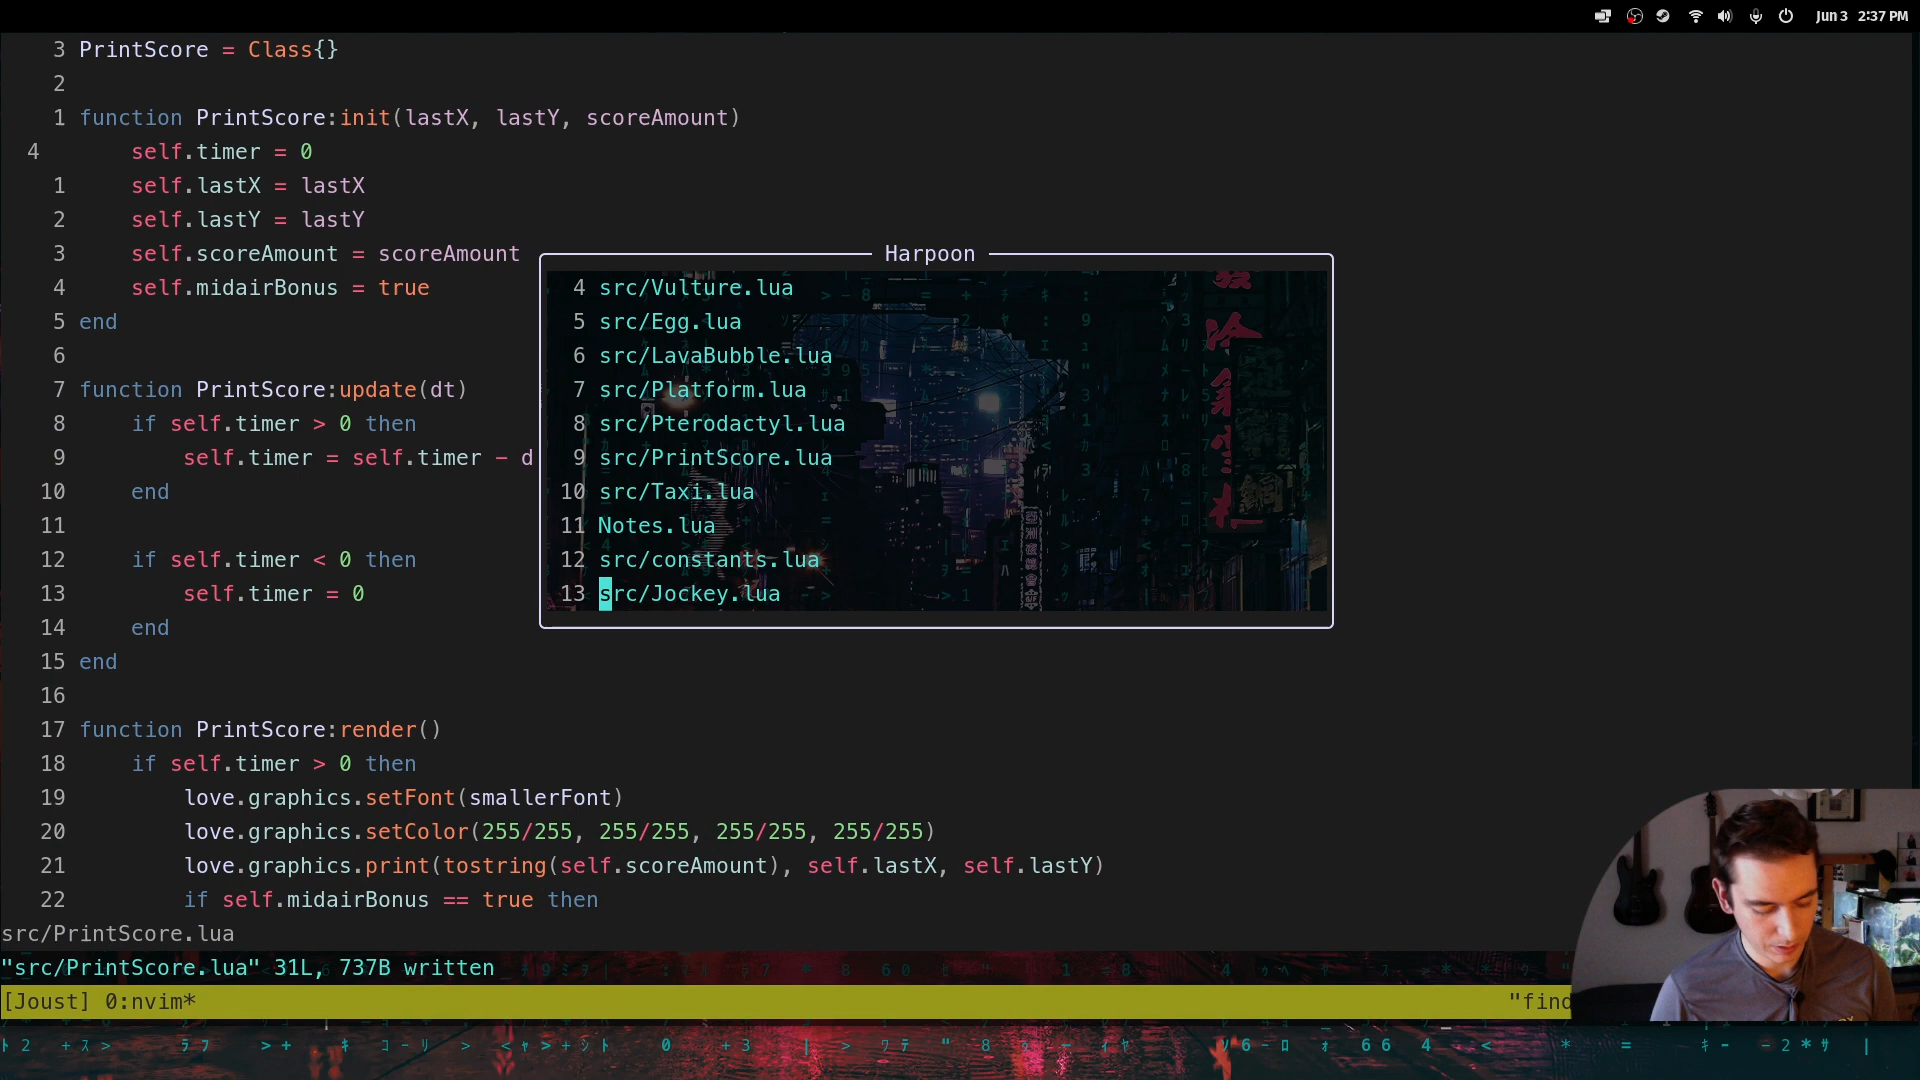 Jun 3 2:37 PM
3 PrintScore = Class{}
2
1 function PrintScore:init(lastX, lastY, scoreAmount)
4 self.timer = 0
1 self.lastX = lastX
2 self.lastY = lastY
3 self.scoreAmount = scoreAmount
4 self.midairBonus = true
5 end
6
7 function PrintScore:update(dt)
8 if self.timer > 0 then
9 self.timer = self.timer - d
10 end
11
12 if self.timer < 0 then
13 self.timer = 0
14 end
15 end
16
17 function PrintScore:render()
18 if self.timer > 0 then
19 love.graphics.setFont(smallerFont)
20 love.graphics.setColor(255/255, 255/255, 255/255, 255/255)
21 love.graphics.print(tostring(self.scoreAmount), self.lastX, self.lastY)
22 if self.midairBonus == true then
Harpoon
4 src/Vulture.lua
5 src/Egg.lua
6 src/LavaBubble.lua
7 src/Platform.lua
8 src/Pterodactyl.lua
9 src/PrintScore.lua
10 src/Taxi.lua
11 Notes.lua
12 src/constants.lua
13 src/Jockey.lua
src/PrintScore.lua
"src/PrintScore.lua" 31L, 737B written
[Joust] 0:nvim* "find